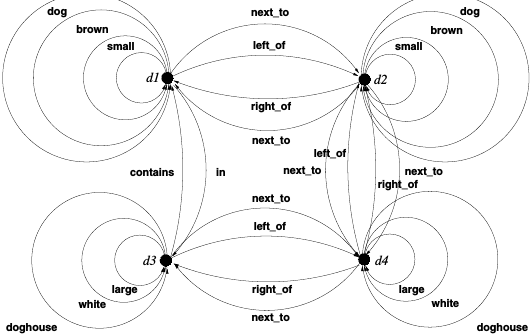 dog next_to dog
brown brown
small left_of small
d1 d2
right_of
next_to
left_of
contains in next_to next_to
right_of
next_to
left_of
d3 d4
large right_of large
white white
next_to
doghouse doghouse